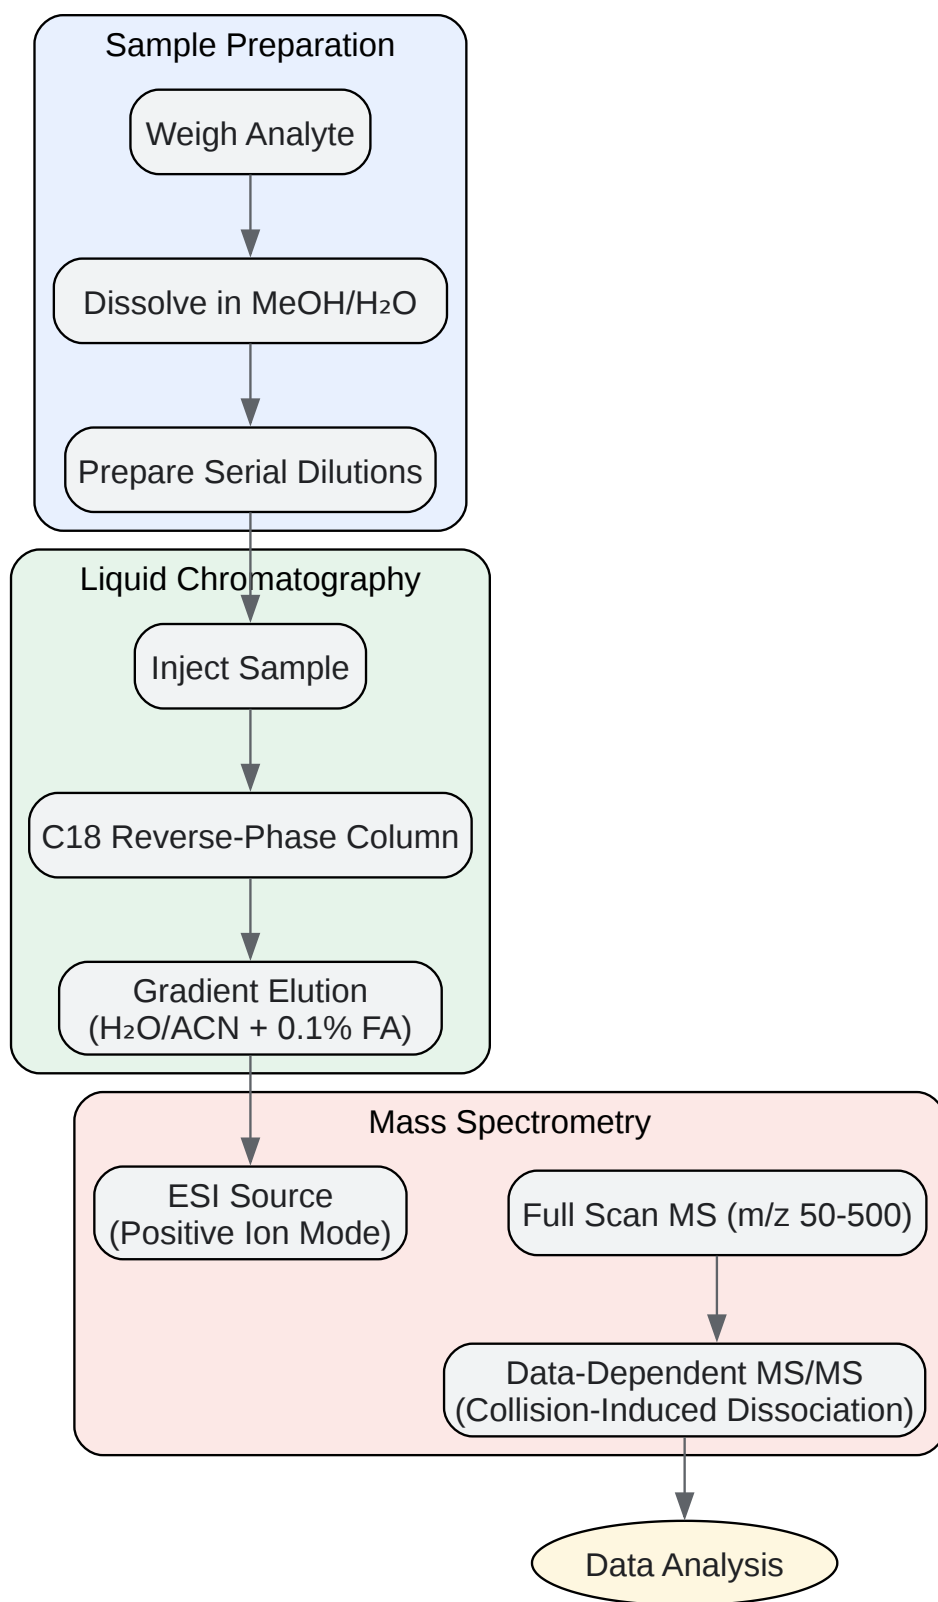 Sample Preparation
Weigh Analyte
Dissolve in MeOH/H₂O
Prepare Serial Dilutions
Liquid Chromatography
Inject Sample
C18 Reverse-Phase Column
Gradient Elution
(H₂O/ACN + 0.1% FA)
Mass Spectrometry
ESI Source
(Positive Ion Mode)
Full Scan MS (m/z 50-500)
Data-Dependent MS/MS
(Collision-Induced Dissociation)
Data Analysis